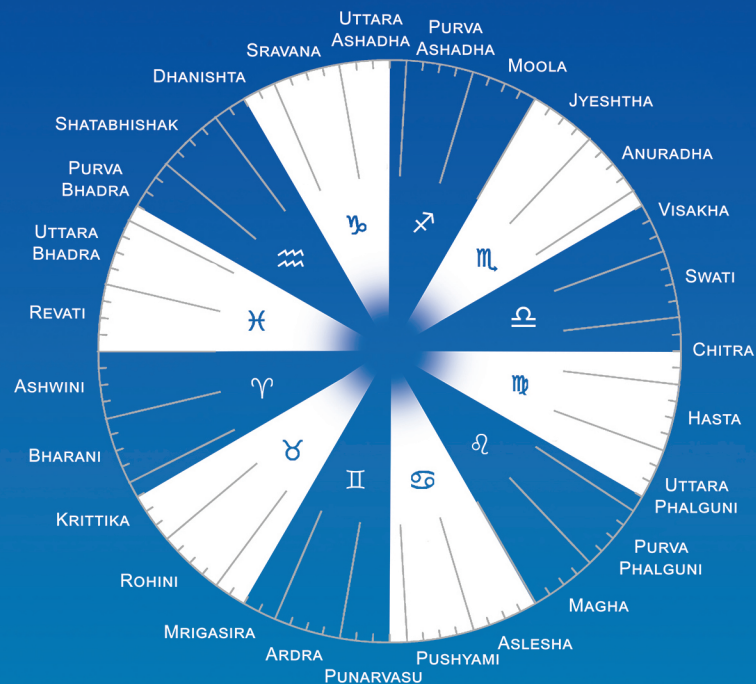 UTTARA
ASHADHA
PURVA
ASHADHA
MOOLA
JYESHTHA
ANURADHA
VISAKHA
SWATI
CHITRA
HASTA
UTTARA
PHALGUNI
PURVA
PHALGUNI
MAGHA
ASLESHA
PUSHYAMI
PUNARVASU
ARDRA
MRIGASIRA
ROHINI
KRITTIKA
BHARANI
ASHWINI
REVATI
UTTARA
BHADRA
PURVA
BHADRA
SHATABHISHAK
DHANISHTA
SRAVANA
♑
♐
♏
♎
♍
♌
♋
♊
♉
♈
♓
♒